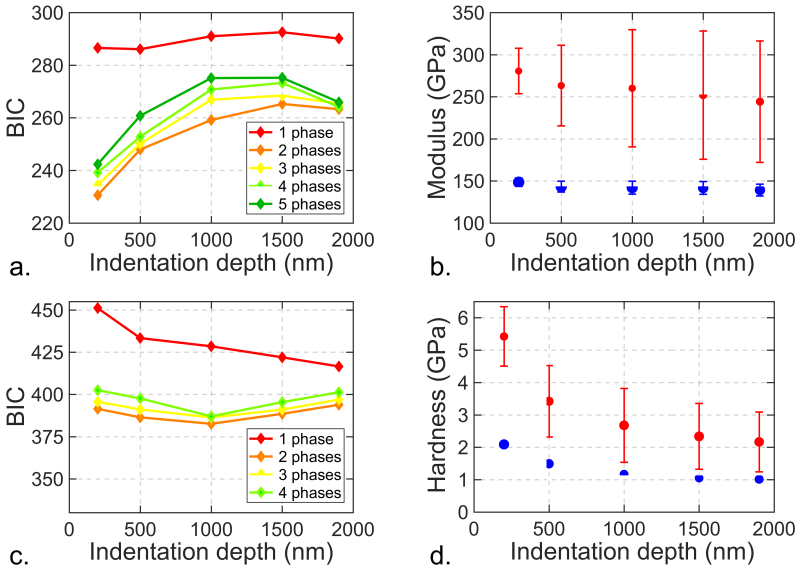 300
280
260
240
220
BIC
0
500
1000
1500
2000
Indentation depth (nm)
1 phase
2 phases
3 phases
4 phases
5 phases
a.
350
300
250
200
150
100
Modulus (GPa)
0
500
1000
1500
2000
Indentation depth (nm)
b.
450
425
400
375
350
BIC
0
500
1000
1500
2000
Indentation depth (nm)
1 phase
2 phases
3 phases
4 phases
c.
6
5
4
3
2
1
0
Hardness (GPa)
0
500
1000
1500
2000
Indentation depth (nm)
d.